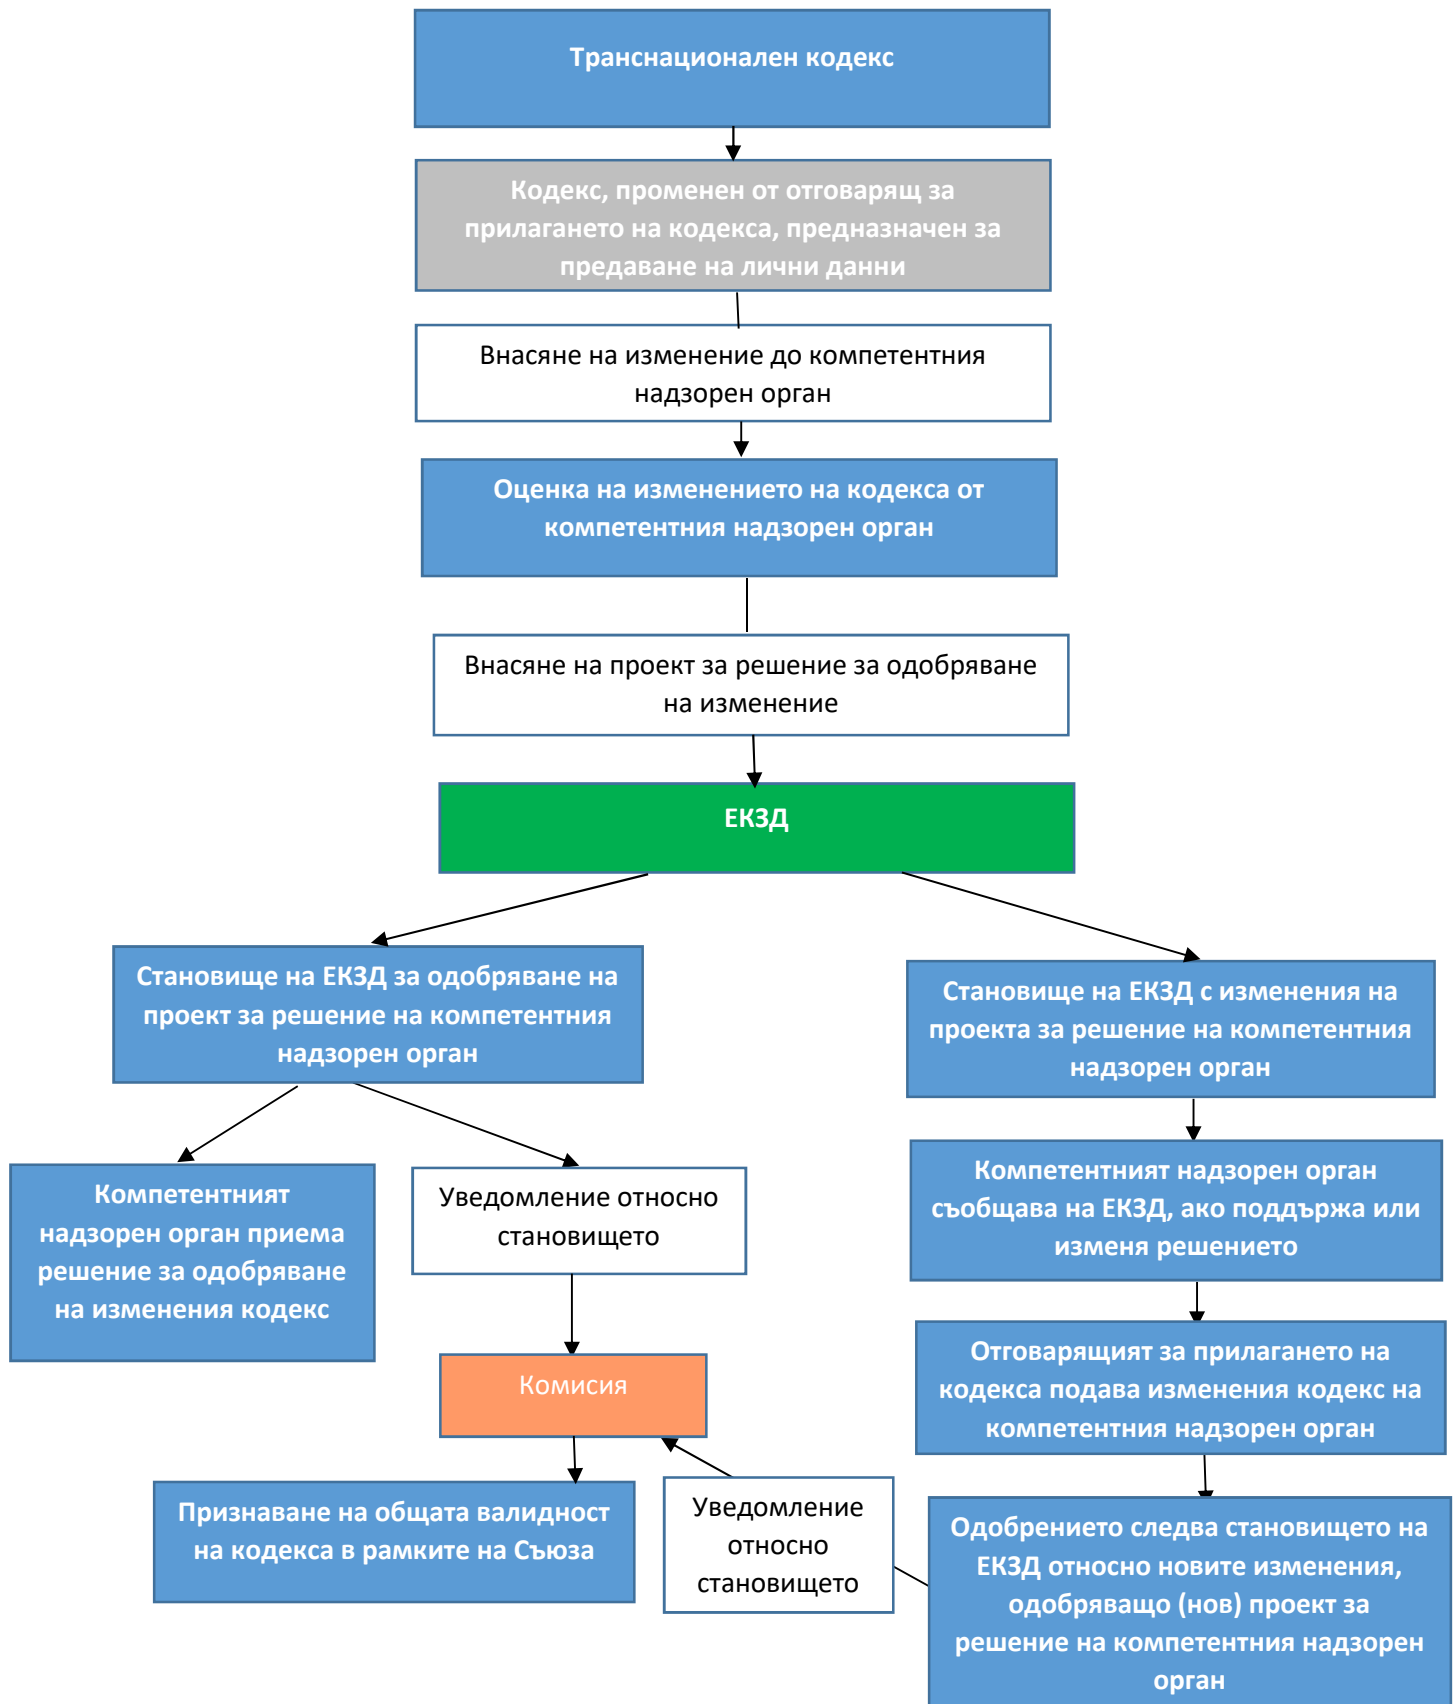 Транснационален кодекс
Кодекс, променен от отговарящ за
прилагането на кодекса, предназначен за
предаване на лични данни
Внасяне на изменение до компетентния
надзорен орган
Оценка на изменението на кодекса от
компетентния надзорен орган
Внасяне на проект за решение за одобряване
на изменение
ЕКЗД
Становище на ЕКЗД за одобряване на
проект за решение на компетентния
надзорен орган
Становище на ЕКЗД с изменения на
проекта за решение на компетентния
надзорен орган
Компетентният
надзорен орган приема
решение за одобряване
на изменения кодекс
Уведомление относно
становището
Компетентният надзорен орган
съобщава на ЕКЗД, ако поддържа или
изменя решението
Комисия
Отговарящият за прилагането на
кодекса подава изменения кодекс на
компетентния надзорен орган
Признаване на общата валидност
на кодекса в рамките на Съюза
Уведомление
относно
становището
Одобрението следва становището на
ЕКЗД относно новите изменения,
одобряващо (нов) проект за
решение на компетентния надзорен
орган